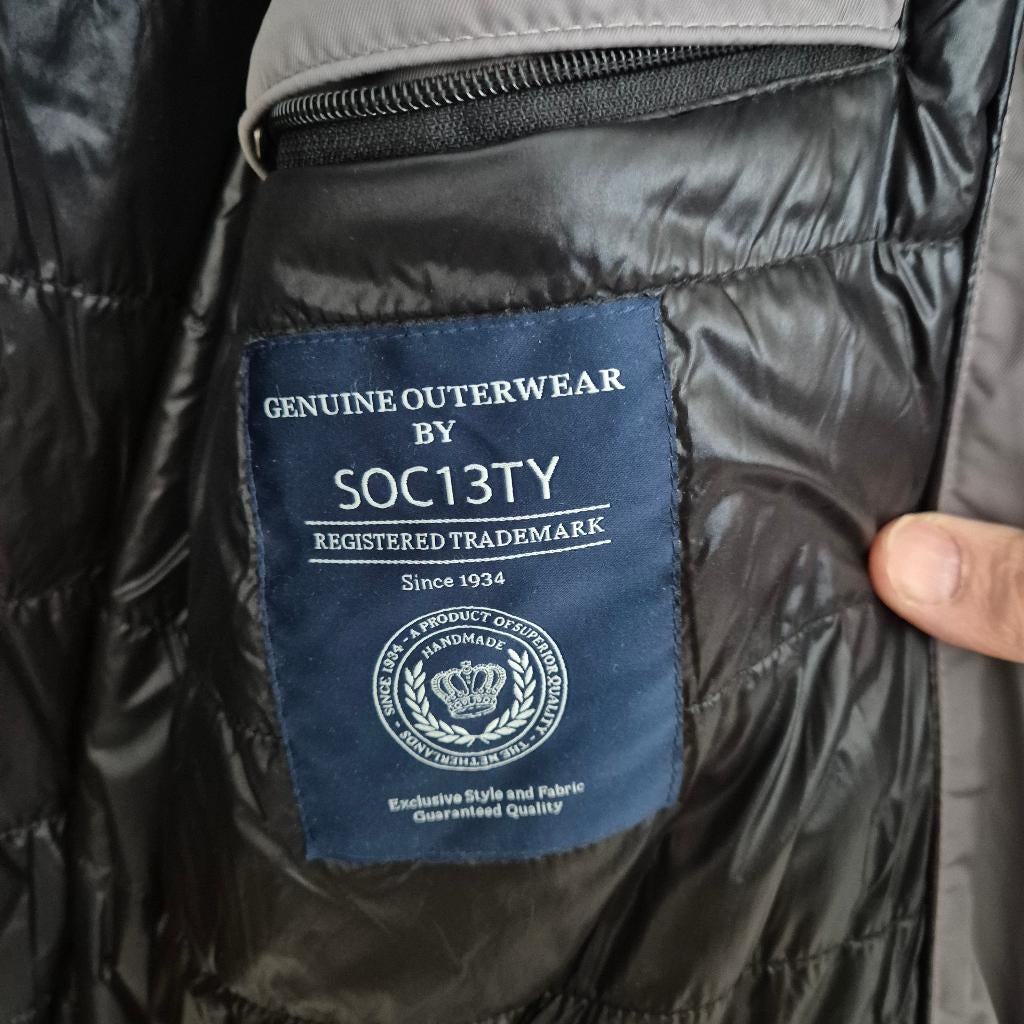 GENUINE OUTERWEAR
BY
SOC13TY
REGISTERED TRADEMARK
Since 1934
SINCE 1934 - A PRODUCT OF SUPERIOR QUALITY - THE NETHERLANDS -
HANDMADE
Exclusive Style and Fabric
Guaranteed Quality